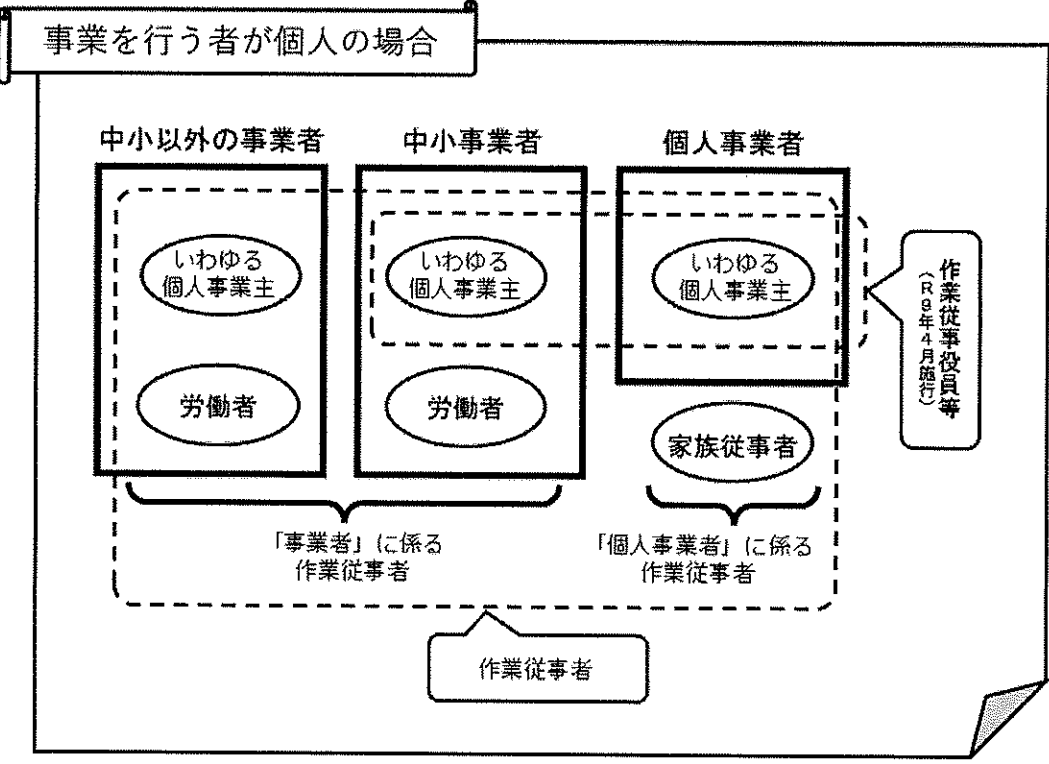 事業を行う者が個人の場合
中小以外の事業者
中小事業者
個人事業者
いわゆる
個人事業主
いわゆる
個人事業主
いわゆる
個人事業主
作業従事役員等
（R9年4月施行）
労働者
労働者
家族従事者
「事業者」に係る
作業従事者
「個人事業者」に係る
作業従事者
作業従事者